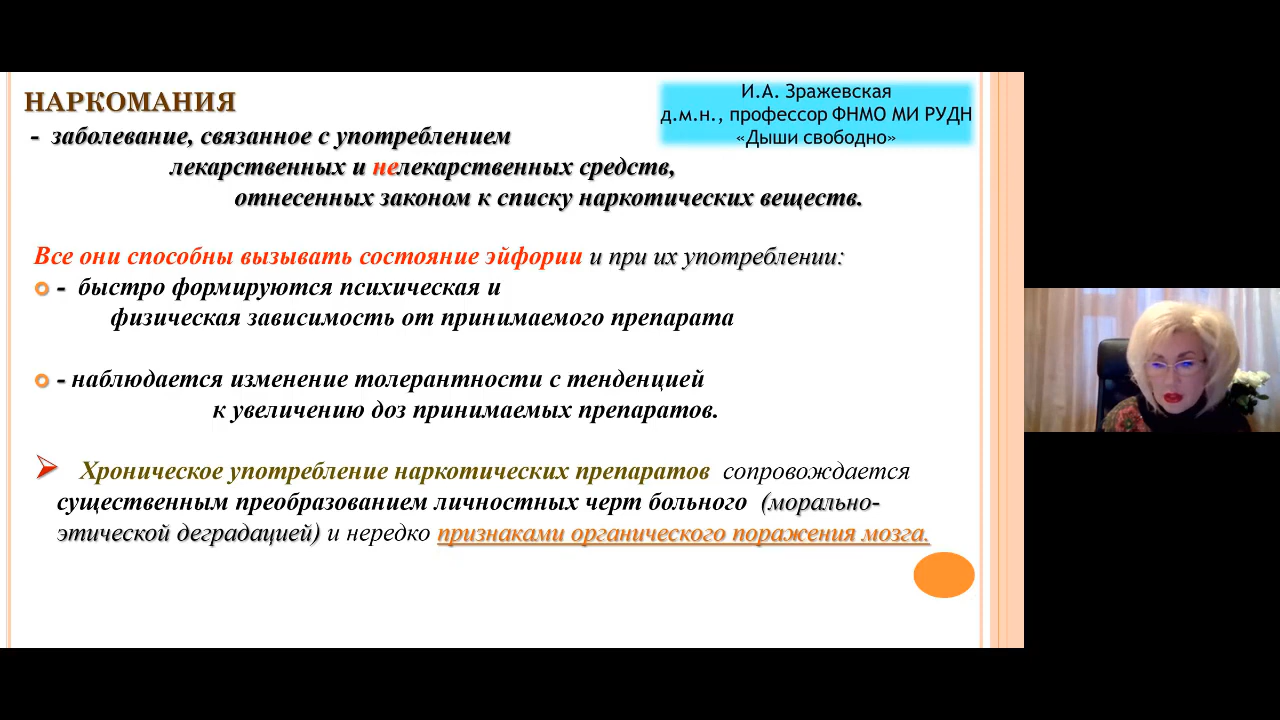 НАРКОМАНИЯ
- заболевание, связанное с употреблением
лекарственных и нелекарственных средств,
отнесенных законом к списку наркотических веществ.
И.А. Зражевская
д.м.н., профессор ФНМО МИ РУДН
«Дыши свободно»
Все они способны вызывать состояние эйфории и при их употреблении:
- быстро формируются психическая и
физическая зависимость от принимаемого препарата
- наблюдается изменение толерантности с тенденцией
к увеличению доз принимаемых препаратов.
Хроническое употребление наркотических препаратов сопровождается
существенным преобразованием личностных черт больного (морально-
этической деградацией) и нередко признаками органического поражения мозга.